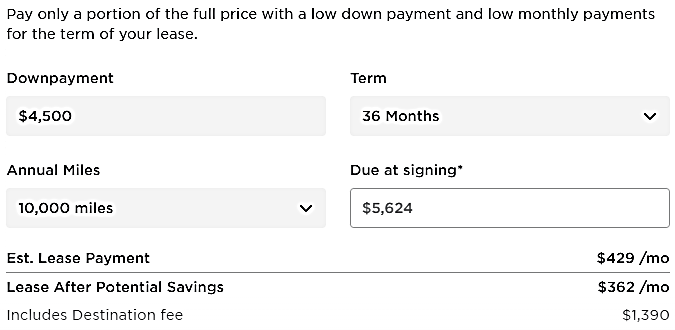 Pay only a portion of the full price with a low down payment and low monthly payments
for the term of your lease.
Downpayment
Term
$4,500
36 Months
Annual Miles
Due at signing*
10,000 miles
$5,624
Est. Lease Payment $429 /mo
Lease After Potential Savings $362 /mo
Includes Destination fee $1,390